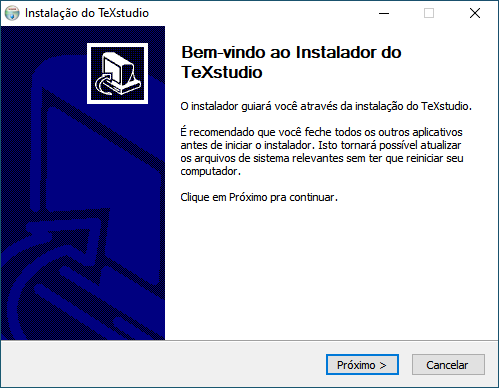 Instalação do TeXstudio
Bem-vindo ao Instalador do
TeXstudio
O instalador guiará você através da instalação do TeXstudio.
É recomendado que você feche todos os outros aplicativos
antes de iniciar o instalador. Isto tornará possível atualizar
os arquivos de sistema relevantes sem ter que reiniciar seu
computador.
Clique em Próximo pra continuar.
Próximo >
Cancelar